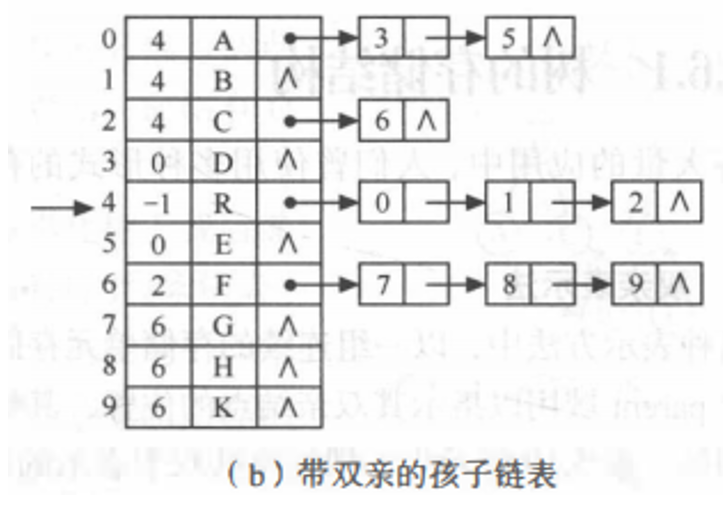 0 4 A 3 5 ∧
1 4 B ∧
2 4 C 6 ∧
3 0 D ∧
4 -1 R 0 1 2 ∧
5 0 E ∧
6 2 F 7 8 9 ∧
7 6 G ∧
8 6 H ∧
9 6 K ∧
（b）带双亲的孩子链表